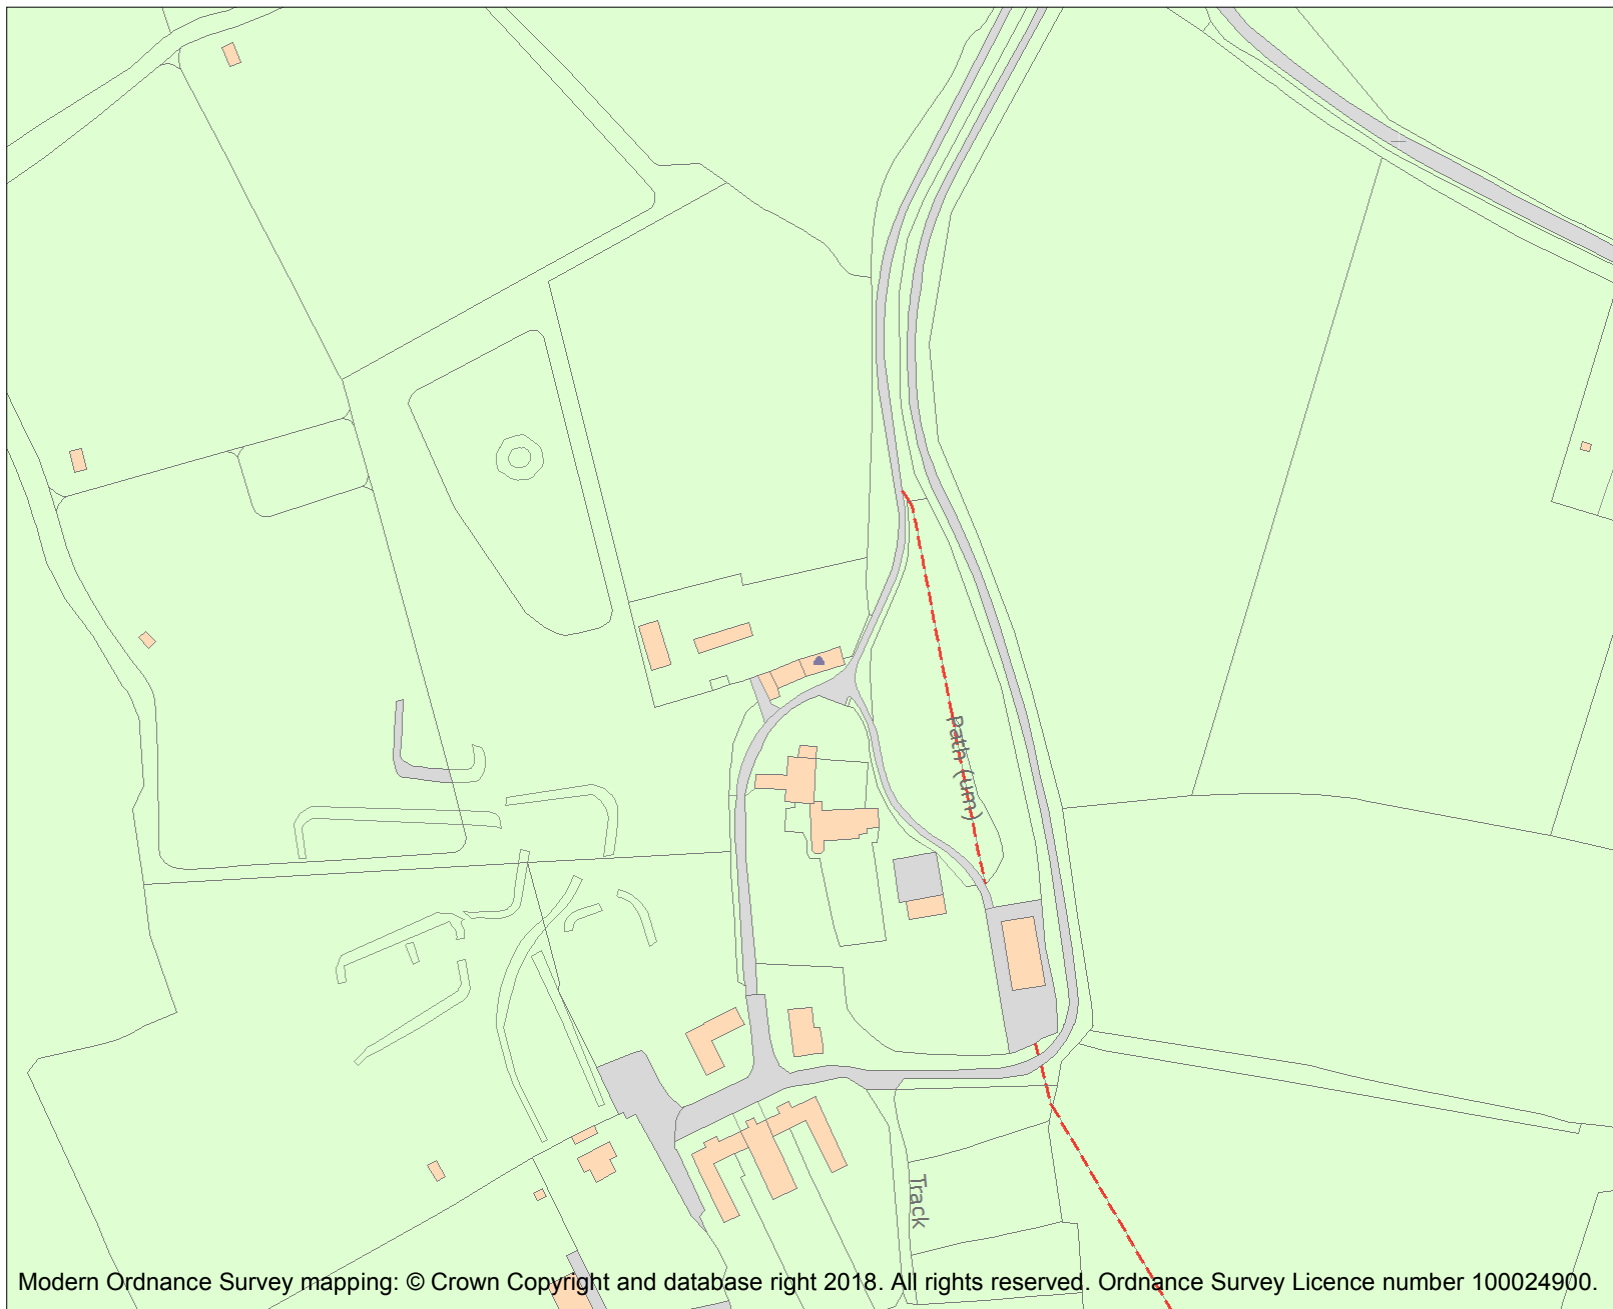 Path (um)
Track
Modern Ordnance Survey mapping: © Crown Copyright and database right 2018. All rights reserved. Ordnance Survey Licence number 100024900.